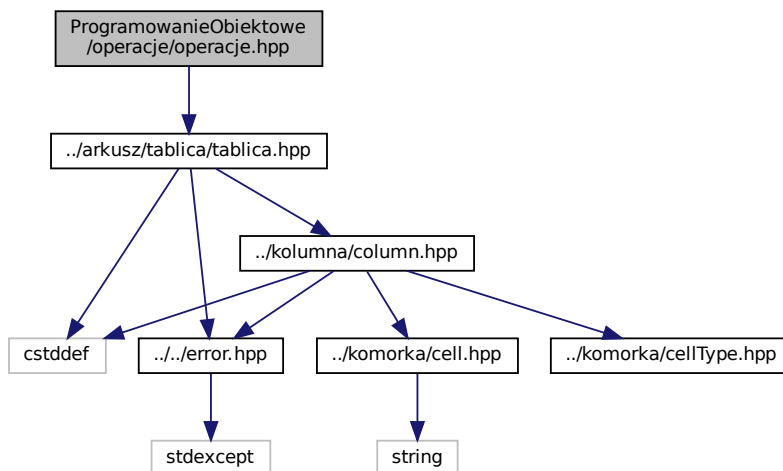 ProgramowanieObiektowe
/operacje/operacje.hpp
../arkusz/tablica/tablica.hpp
../kolumna/column.hpp
cstddef
../../error.hpp
../komorka/cell.hpp
../komorka/cellType.hpp
stdexcept
string